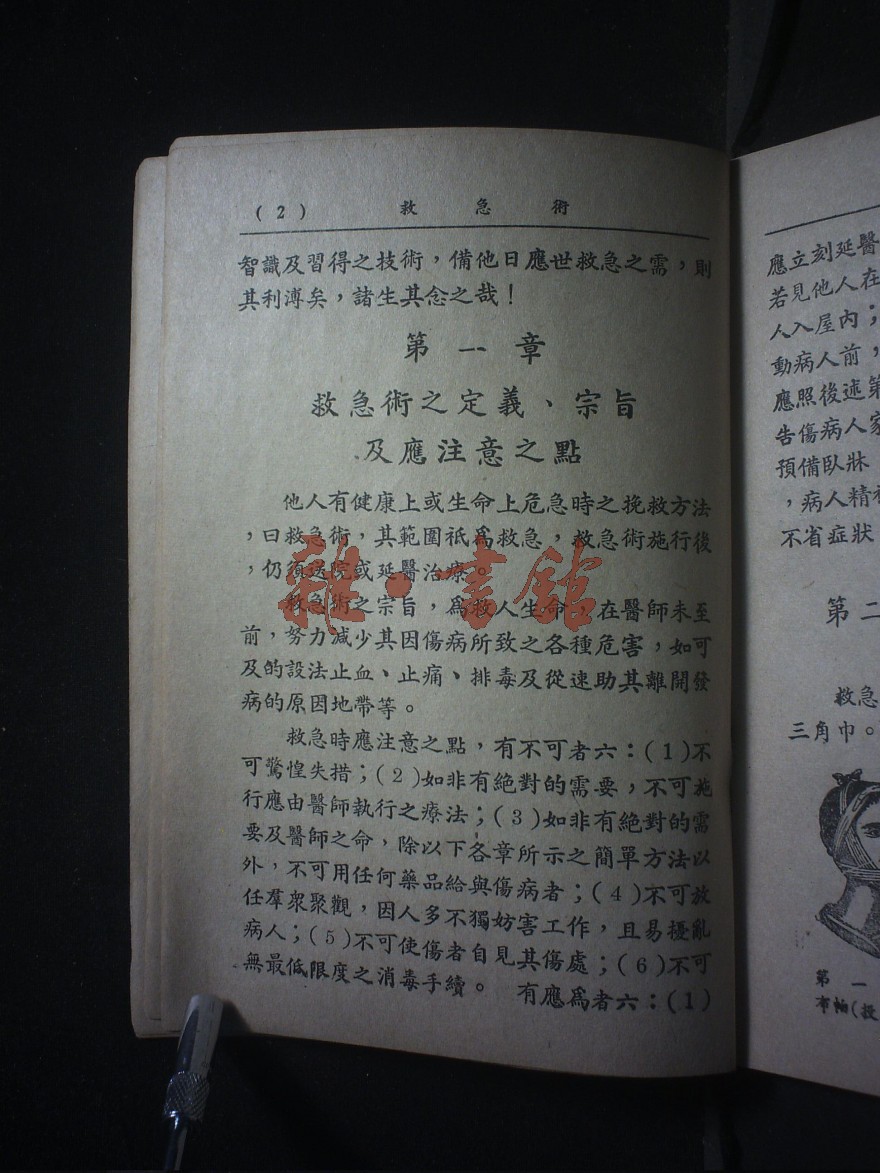 (2) 救急術
智識及習得之技術，備他日應世救急之需，則
其利溥矣，諸生其念之哉！
第一章
救急術之定義、宗旨
及應注意之點
他人有健康上或生命上危急時之挽救方法
，曰救急術，其範圍祇爲救急，救急術施行後
，仍須送院或延醫治療。
救急術之宗旨，爲救人生命，在醫師未至
前，努力减少其因傷病所致之各種危害，如可
及的設法止血、止痛、排毒及從速助其離開發
病的原因地帶等。
救急時應注意之點，有不可者六：(1)不
可驚惶失措；(2)如非有絕對的需要，不可施
行應由醫師執行之療法；(3)如非有絕對的需
要及醫師之命，除以下各章所示之簡單方法以
外，不可用任何藥品給與傷病者；(4)不可放
任羣衆聚觀，因人多不獨妨害工作，且易擾亂
病人；(5)不可使傷者自見其傷處；(6)不可
無最低限度之消毒手續。 有應爲者六：(1)
雜·書館
應立刻延醫
若見他人在
人入屋內；
動病人前，
應照後述第
告傷病人家
預備臥牀
，病人精神
不省症狀
第二
救急
三角巾。
第一
布帕(投